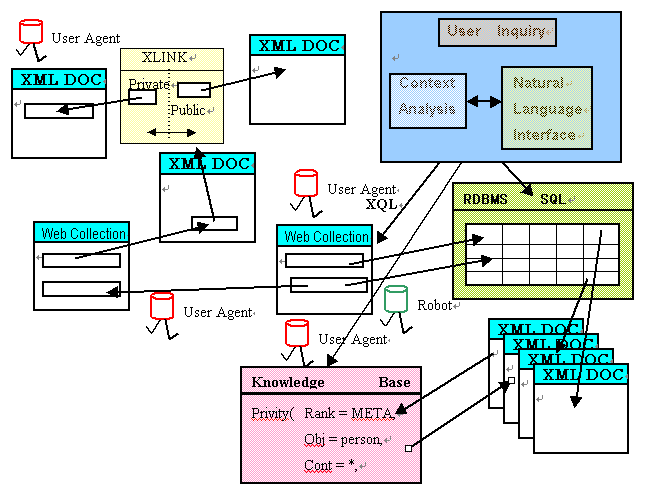 User Agent
XLINK
XML DOC
User Inquiry
XML DOC
Private
Public
Context
Analysis
Natural
Language
Interface
XML DOC
User Agent
XQL
RDBMS SQL
Web Collection
Web Collection
User Agent
Robot
User Agent
XML DOC
XML DOC
XML DOC
XML DOC
Knowledge Base
Privity( Rank = META,
Obj = person,
Cont = *,